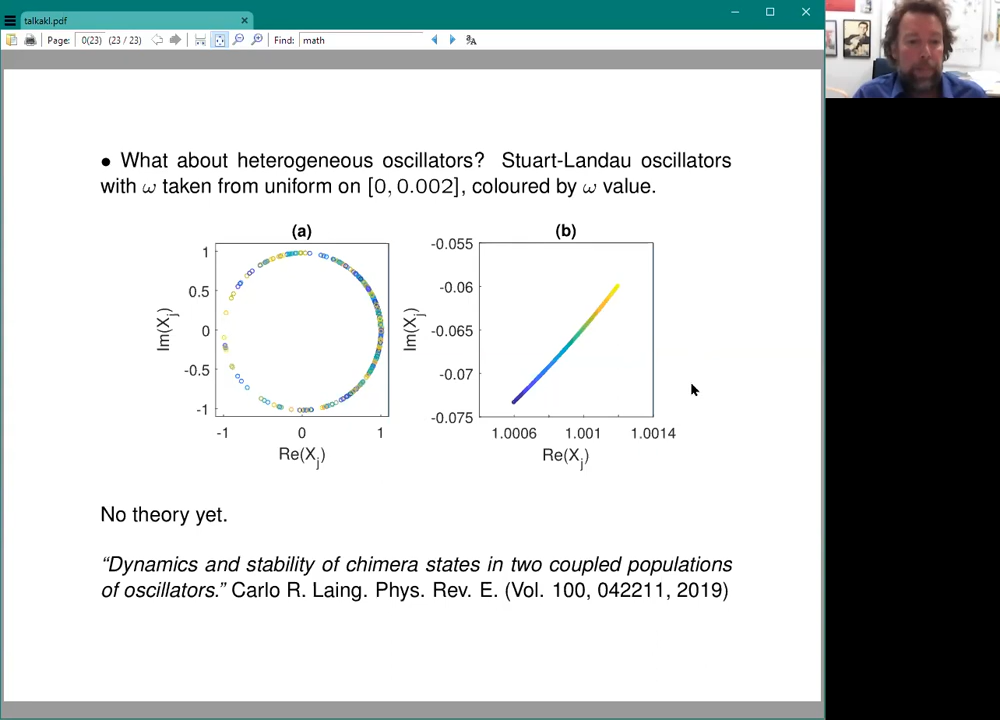 talkakl.pdf
Page: 0(23) (23 / 23) Find: math
• What about heterogeneous oscillators? Stuart-Landau oscillators
with ω taken from uniform on [0, 0.002], coloured by ω value.
(a)
1
0.5
0
-0.5
-1
Im(X_j)
-1 0 1
Re(X_j)
(b)
-0.055
-0.06
-0.065
-0.07
-0.075
Im(X_j)
1.0006 1.001 1.0014
Re(X_j)
No theory yet.
“Dynamics and stability of chimera states in two coupled populations
of oscillators.” Carlo R. Laing. Phys. Rev. E. (Vol. 100, 042211, 2019)